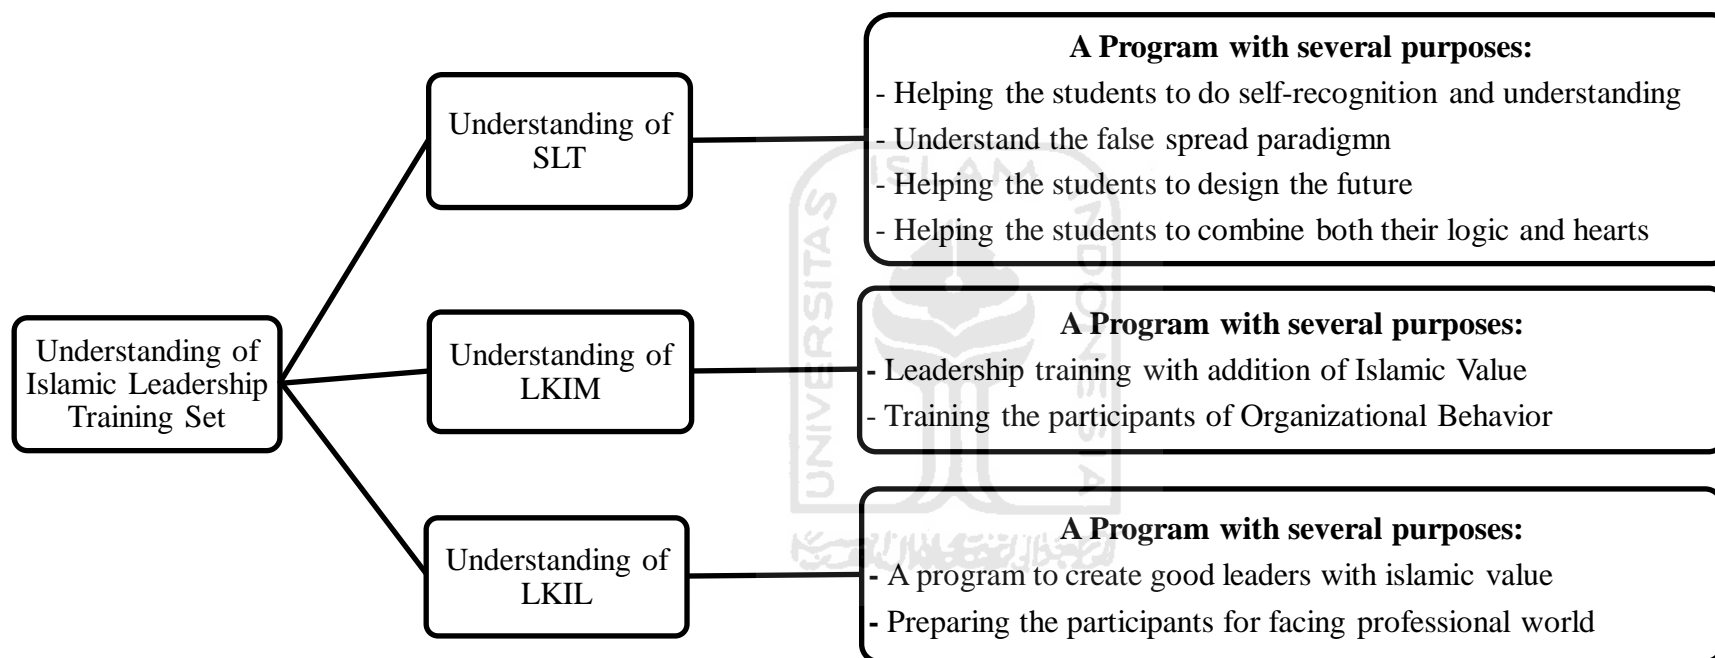 Understanding of
Islamic Leadership
Training Set
Understanding of
SLT
A Program with several purposes:
- Helping the students to do self-recognition and understanding
- Understand the false spread paradigmn
- Helping the students to design the future
- Helping the students to combine both their logic and hearts
Understanding of
LKIM
A Program with several purposes:
- Leadership training with addition of Islamic Value
- Training the participants of Organizational Behavior
Understanding of
LKIL
A Program with several purposes:
- A program to create good leaders with islamic value
- Preparing the participants for facing professional world
UNIVERSITAS
ISLAM
INDONESIA